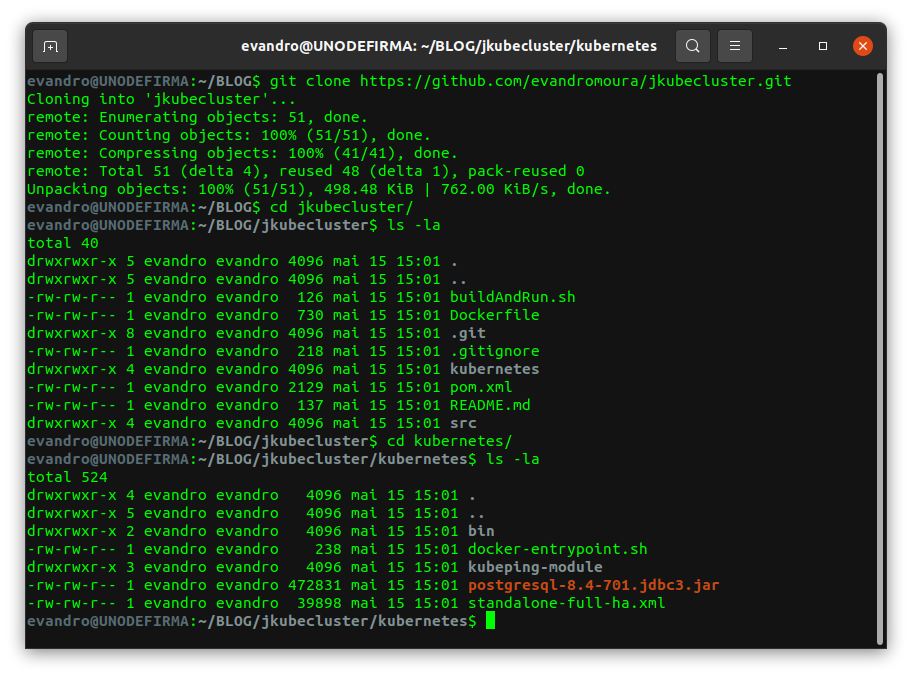 evandro@UNODEFIRMA: ~/BLOG/jkubecluster/kubernetes
evandro@UNODEFIRMA:~/BLOG$ git clone https://github.com/evandromoura/jkubecluster.git
Cloning into 'jkubecluster'...
remote: Enumerating objects: 51, done.
remote: Counting objects: 100% (51/51), done.
remote: Compressing objects: 100% (41/41), done.
remote: Total 51 (delta 4), reused 48 (delta 1), pack-reused 0
Unpacking objects: 100% (51/51), 498.48 KiB | 762.00 KiB/s, done.
evandro@UNODEFIRMA:~/BLOG$ cd jkubecluster/
evandro@UNODEFIRMA:~/BLOG/jkubecluster$ ls -la
total 40
drwxrwxr-x 5 evandro evandro 4096 mai 15 15:01 .
drwxrwxr-x 5 evandro evandro 4096 mai 15 15:01 ..
-rw-rw-r-- 1 evandro evandro  126 mai 15 15:01 buildAndRun.sh
-rw-rw-r-- 1 evandro evandro  730 mai 15 15:01 Dockerfile
drwxrwxr-x 8 evandro evandro 4096 mai 15 15:01 .git
-rw-rw-r-- 1 evandro evandro  218 mai 15 15:01 .gitignore
drwxrwxr-x 4 evandro evandro 4096 mai 15 15:01 kubernetes
-rw-rw-r-- 1 evandro evandro 2129 mai 15 15:01 pom.xml
-rw-rw-r-- 1 evandro evandro  137 mai 15 15:01 README.md
drwxrwxr-x 4 evandro evandro 4096 mai 15 15:01 src
evandro@UNODEFIRMA:~/BLOG/jkubecluster$ cd kubernetes/
evandro@UNODEFIRMA:~/BLOG/jkubecluster/kubernetes$ ls -la
total 524
drwxrwxr-x 4 evandro evandro   4096 mai 15 15:01 .
drwxrwxr-x 5 evandro evandro   4096 mai 15 15:01 ..
drwxrwxr-x 2 evandro evandro   4096 mai 15 15:01 bin
-rw-rw-r-- 1 evandro evandro    238 mai 15 15:01 docker-entrypoint.sh
drwxrwxr-x 3 evandro evandro   4096 mai 15 15:01 kubeping-module
-rw-rw-r-- 1 evandro evandro 472831 mai 15 15:01 postgresql-8.4-701.jdbc3.jar
-rw-rw-r-- 1 evandro evandro  39898 mai 15 15:01 standalone-full-ha.xml
evandro@UNODEFIRMA:~/BLOG/jkubecluster/kubernetes$